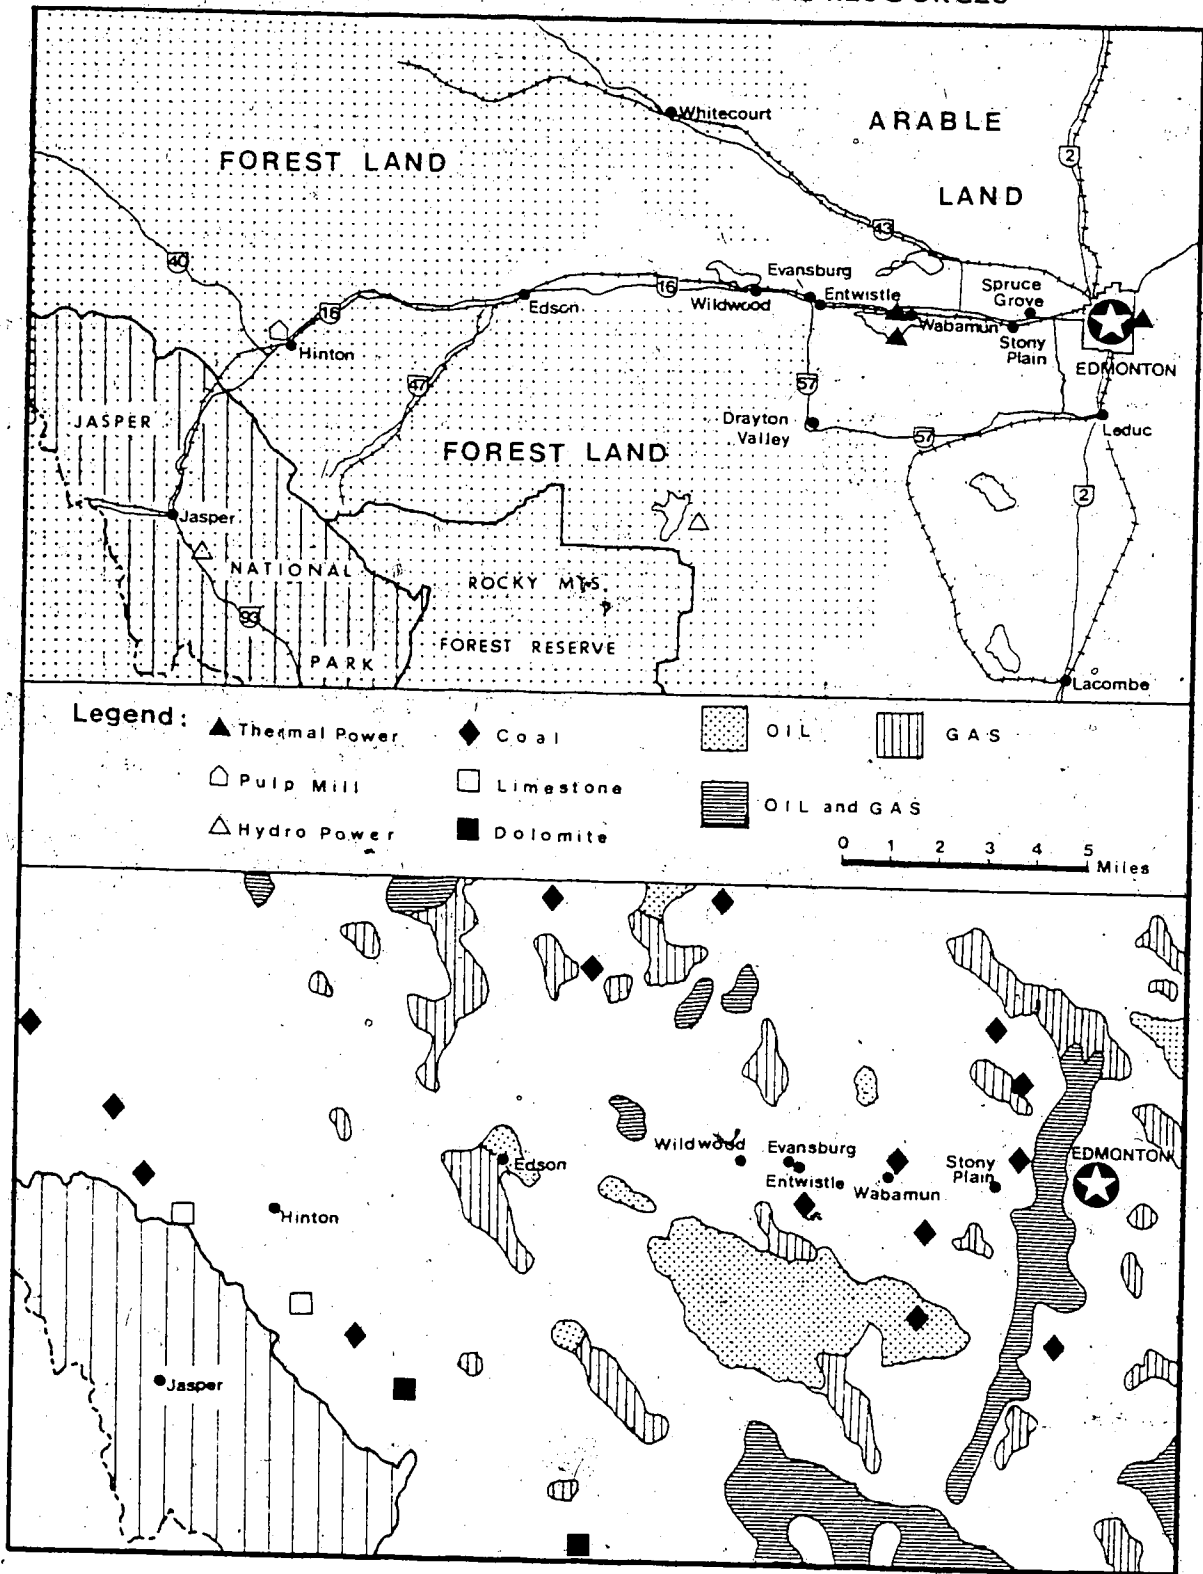 Whitecourt
ARABLE
LAND
FOREST LAND
2
43
40
Evansburg
16
Wildwood
Entwistle
Spruce
Grove
16
Edson
Wabamun
Stony
Plain
Hinton
EDMONTON
47
57
JASPER
Drayton
Valley
57
Leduc
FOREST LAND
2
Jasper
NATIONAL
ROCKY MTS.
93
FOREST RESERVE
PARK
Lacombe
Legend:
Thermal Power
Coal
OIL
GAS
Pulp Mill
Limestone
OIL and GAS
Hydro Power
Dolomite
0 1 2 3 4 5
Miles
Wildwood
Evansburg
Entwistle
Edson
Wabamun
Stony
Plain
EDMONTON
Hinton
Jasper